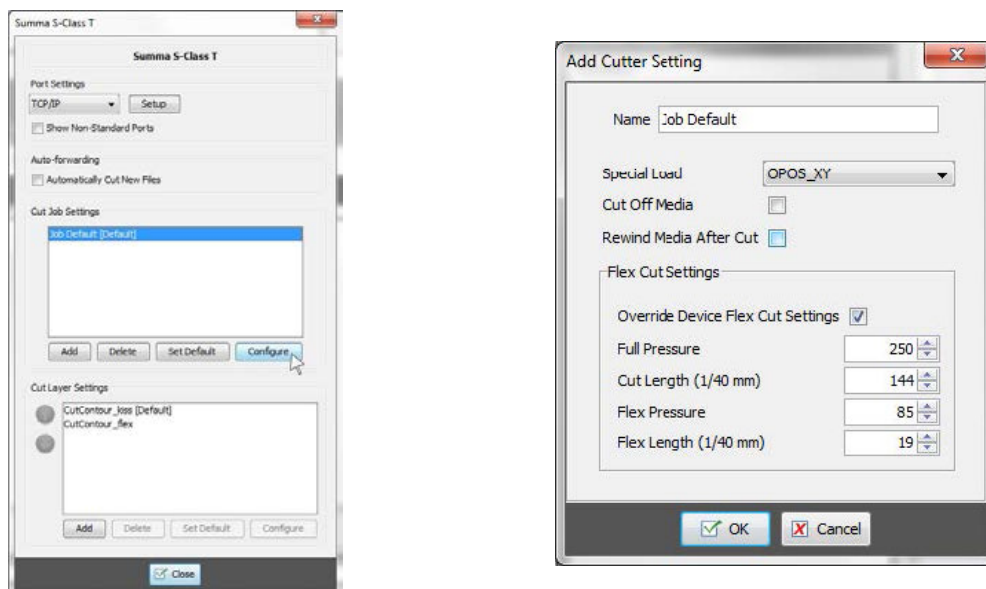 Summa S-Class T
Summa S-Class T
Port Settings
TCP/IP Setup
Show Non-Standard Ports
Auto-forwarding
Automatically Cut New Files
Cut Job Settings
Job Default [Default]
Add Delete Set Default Configure
Cut Layer Settings
CutContour_kiss [Default]
CutContour_flex
Add Delete Set Default Configure
Close
Add Cutter Setting
Name Job Default
Special Load OPOS_XY
Cut Off Media
Rewind Media After Cut
Flex Cut Settings
Override Device Flex Cut Settings
Full Pressure 250
Cut Length (1/40 mm) 144
Flex Pressure 85
Flex Length (1/40 mm) 19
OK Cancel